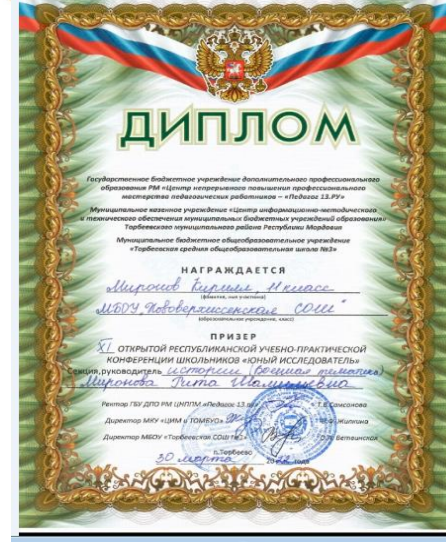 ДИПЛОМ
Государственное бюджетное учреждение дополнительного профессионального
образования РМ «Центр непрерывного повышения профессионального
мастерства педагогических работников – «Педагог 13.РУ»
Муниципальное казенное учреждение «Центр информационно-методического
и технического обеспечения муниципальных бюджетных учреждений образования»
Торбеевского муниципального района Республики Мордовия
Муниципальное бюджетное общеобразовательное учреждение
«Торбеевская средняя общеобразовательная школа №3»
НАГРАЖДАЕТСЯ
Миронов Кирилл, 11 класс
(фамилия, имя участника)
МБОУ "СОШ"
(образовательное учреждение, класс)
ПРИЗЕР
XI ОТКРЫТОЙ РЕСПУБЛИКАНСКОЙ УЧЕБНО-ПРАКТИЧЕСКОЙ
КОНФЕРЕНЦИИ ШКОЛЬНИКОВ «ЮНЫЙ ИССЛЕДОВАТЕЛЬ»
Секция, руководитель истории (Военная тематика)
Миронова Рита
Ректор ГБУ ДПО РМ ЦНППМ «Педагог 13.ру» Т.В. Самсонова
Директор МКУ «ЦИМ и ТОМБУО»
Директор МБОУ «Торбеевская СОШ №3»
п.Торбеево
30 марта 2022 года